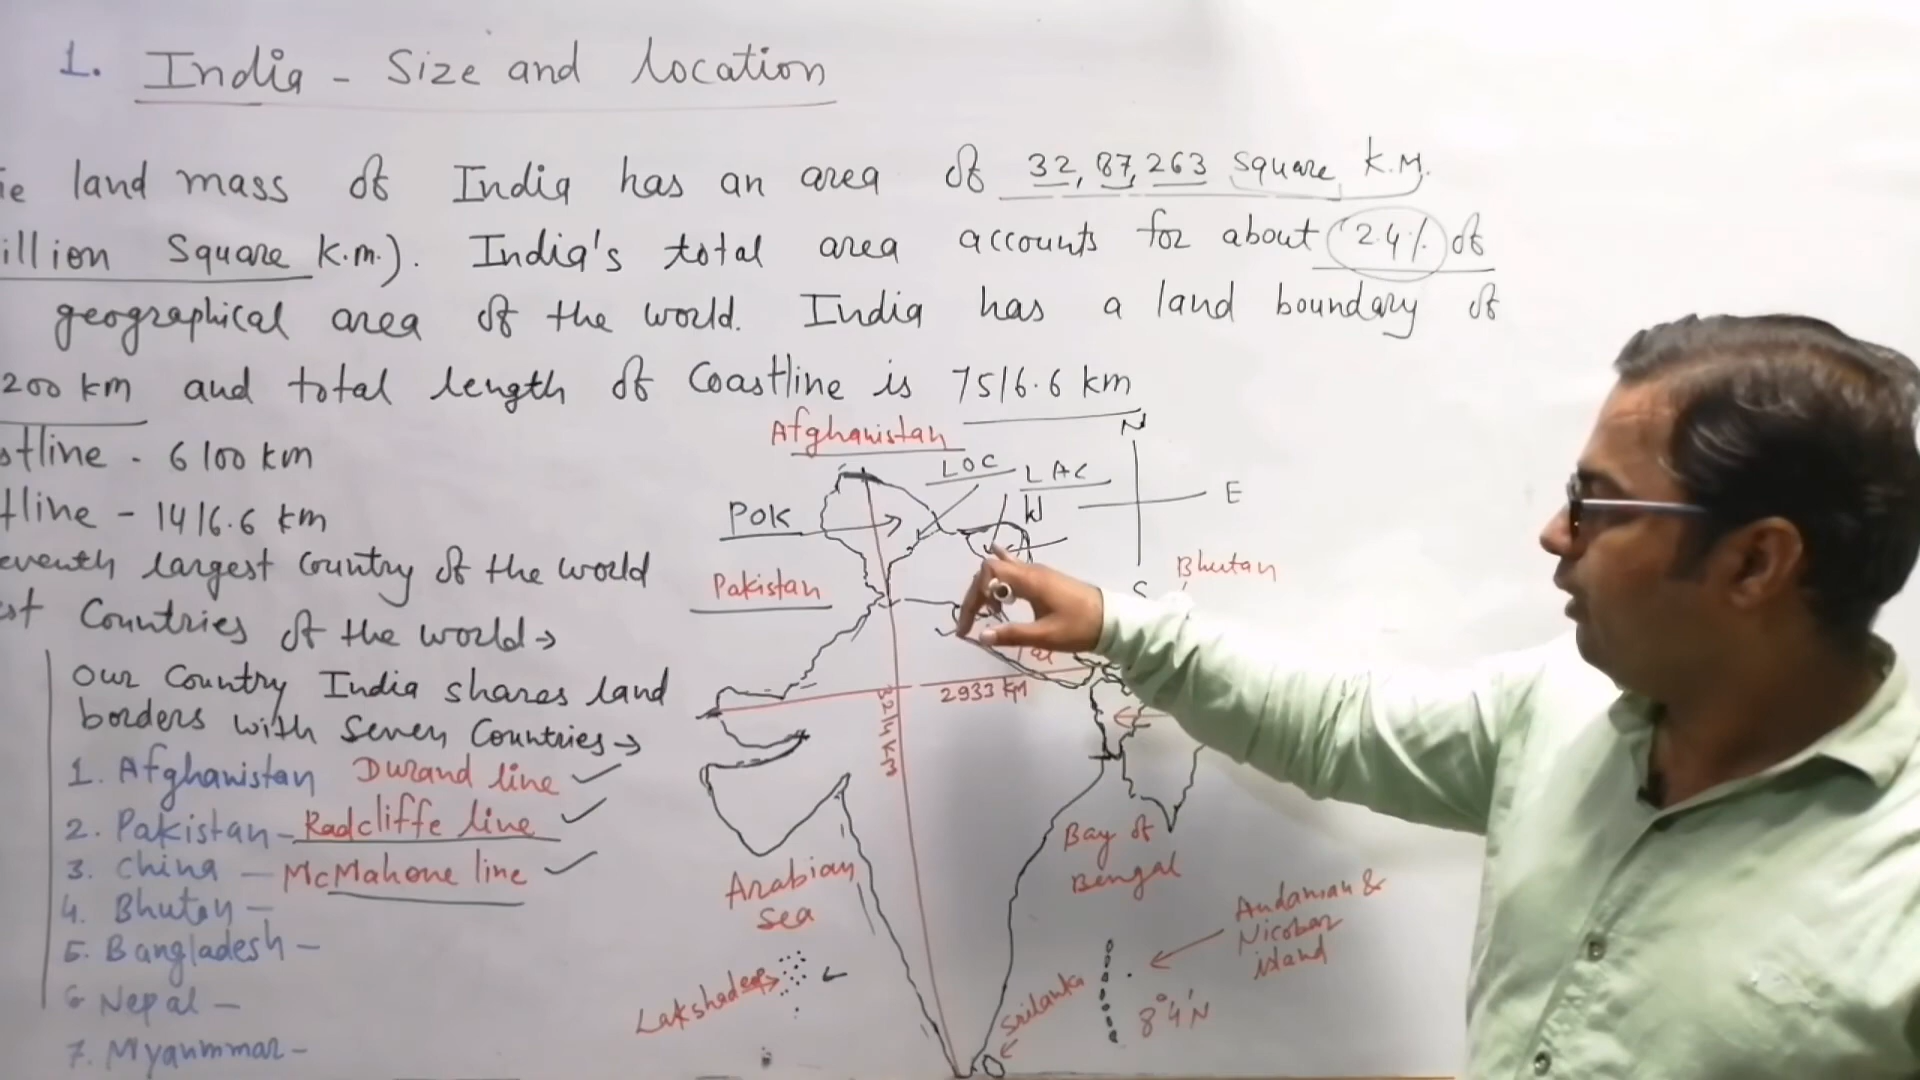 1. India - Size and location
land mass of India has an area of 32,87,263 square K.M.
illion Square K.m.). India's total area accounts for about 2.4% of
geographical area of the world. India has a land boundary of
200 km and total length of Coastline is 7516.6 km
stline - 6100 km
tline - 1416.6 km
eventh largest Country of the world
st Countries of the world →
Our Country India shares land
borders with Seven Countries →
1. Afghanistan Durand line
2. Pakistan - Radcliffe line
3. China - McMahone line
4. Bhutan -
5. Bangladesh -
6 Nepal -
7. Myanmmar -
Afghanistan
LOC
LAC
POK
Pakistan
N
E
S
Bhutan
2933 KM
3214 KM
Arabian
Sea
Bay of
Bengal
Andaman &
Nicobar
island
Srilanka
8°4'N